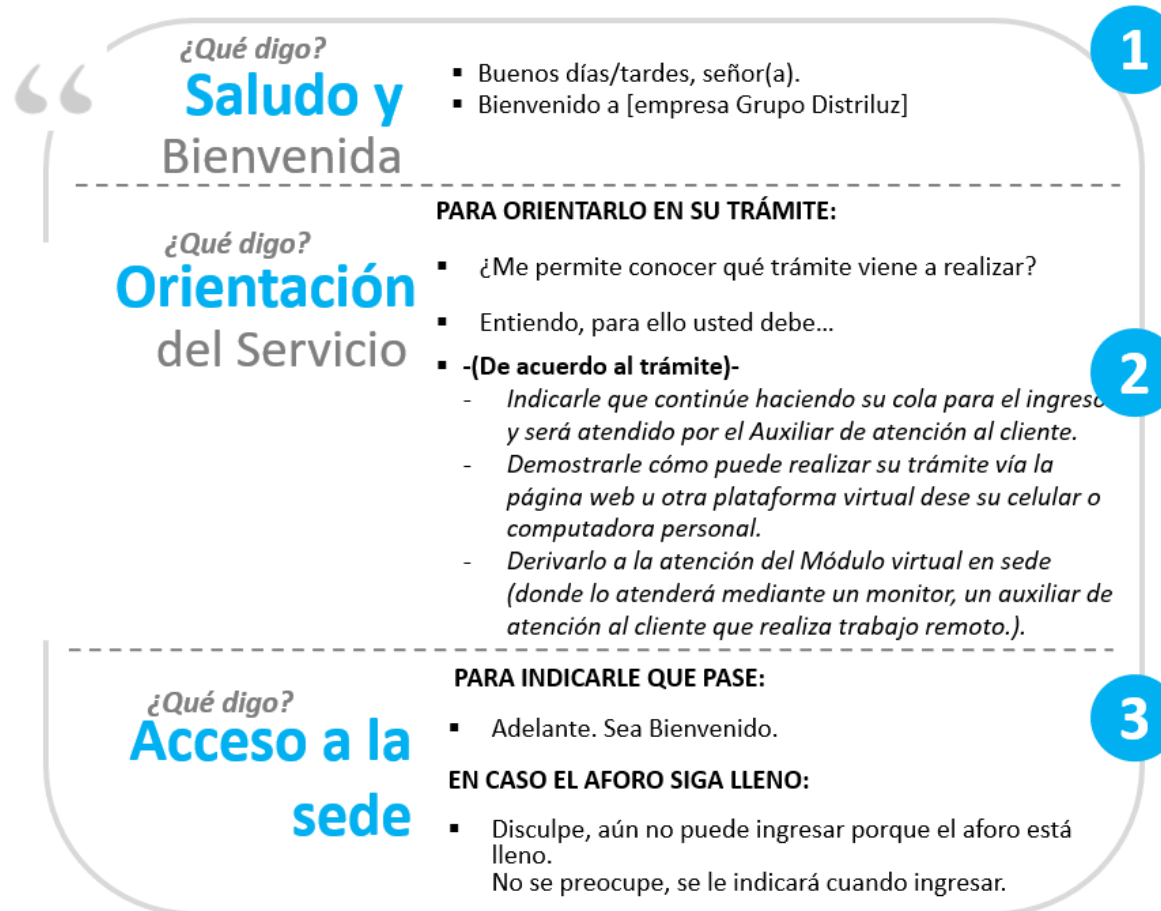 ¿Qué digo?
Saludo y
Bienvenida
▪ Buenos días/tardes, señor(a).
▪ Bienvenido a [empresa Grupo Distriluz]
1
¿Qué digo?
Orientación
del Servicio
PARA ORIENTARLO EN SU TRÁMITE:
▪ ¿Me permite conocer qué trámite viene a realizar?
▪ Entiendo, para ello usted debe...
▪ -(De acuerdo al trámite)-
- Indicarle que continúe haciendo su cola para el ingreso
y será atendido por el Auxiliar de atención al cliente.
- Demostrarle cómo puede realizar su trámite vía la
página web u otra plataforma virtual dese su celular o
computadora personal.
- Derivarlo a la atención del Módulo virtual en sede
(donde lo atenderá mediante un monitor, un auxiliar de
atención al cliente que realiza trabajo remoto.).
2
¿Qué digo?
Acceso a la
sede
PARA INDICARLE QUE PASE:
▪ Adelante. Sea Bienvenido.
EN CASO EL AFORO SIGA LLENO:
▪ Disculpe, aún no puede ingresar porque el aforo está
lleno.
No se preocupe, se le indicará cuando ingresar.
3